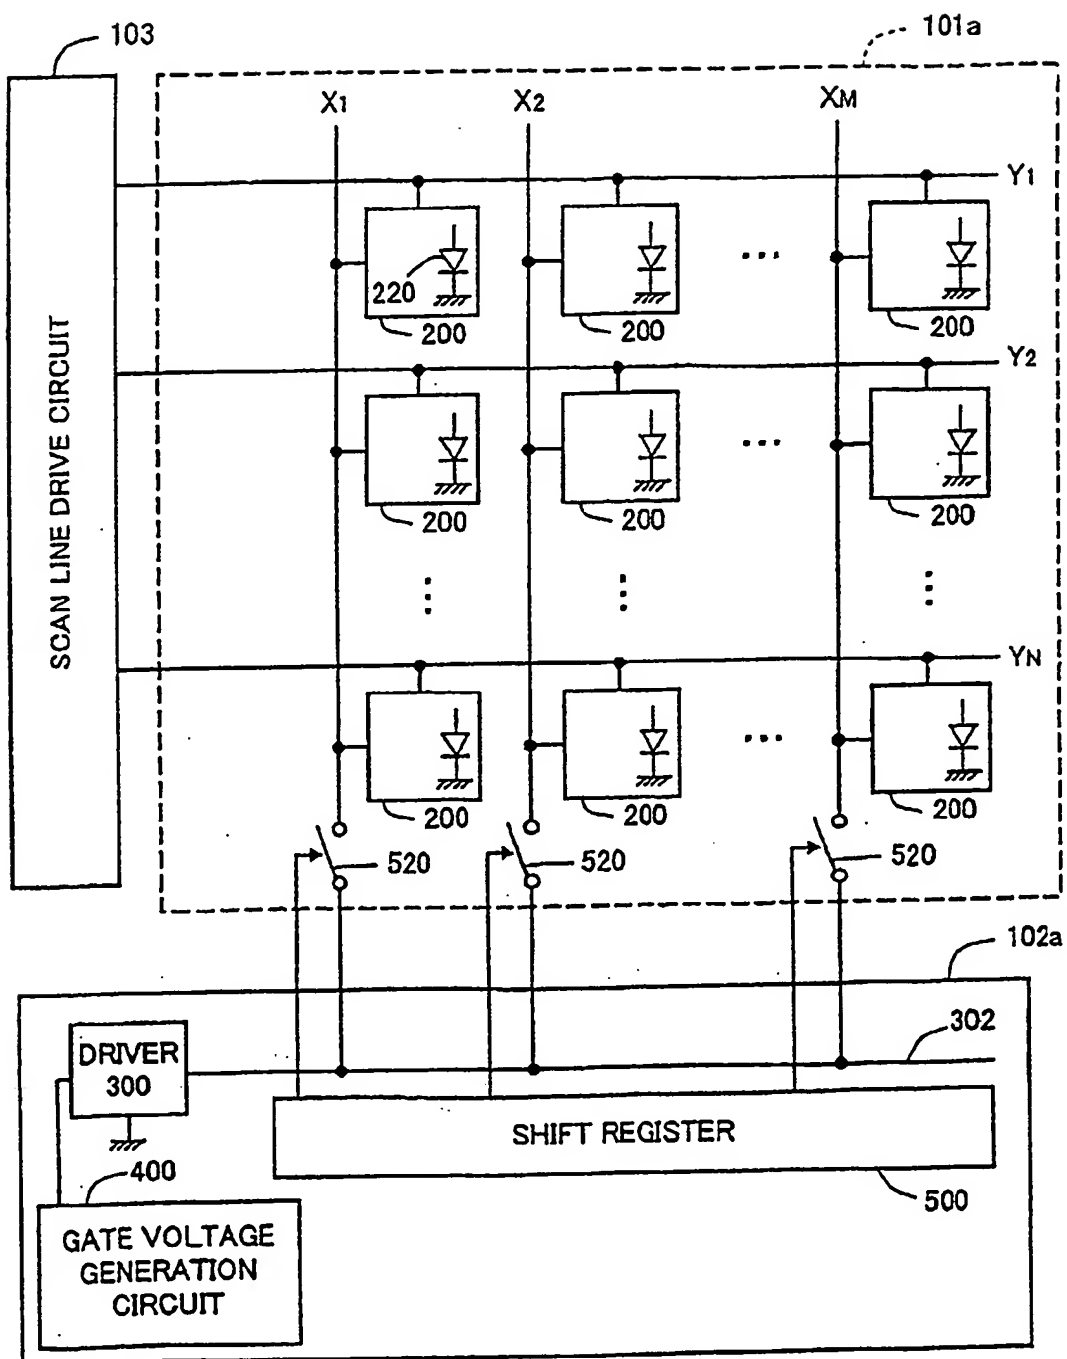 103
101a
X1 X2 XM
Y1
220
200 200 200
Y2
200 200 200
SCAN LINE DRIVE CIRCUIT
YN
200 200 200
520 520 520
102a
302
DRIVER
300
SHIFT REGISTER
400
500
GATE VOLTAGE
GENERATION
CIRCUIT